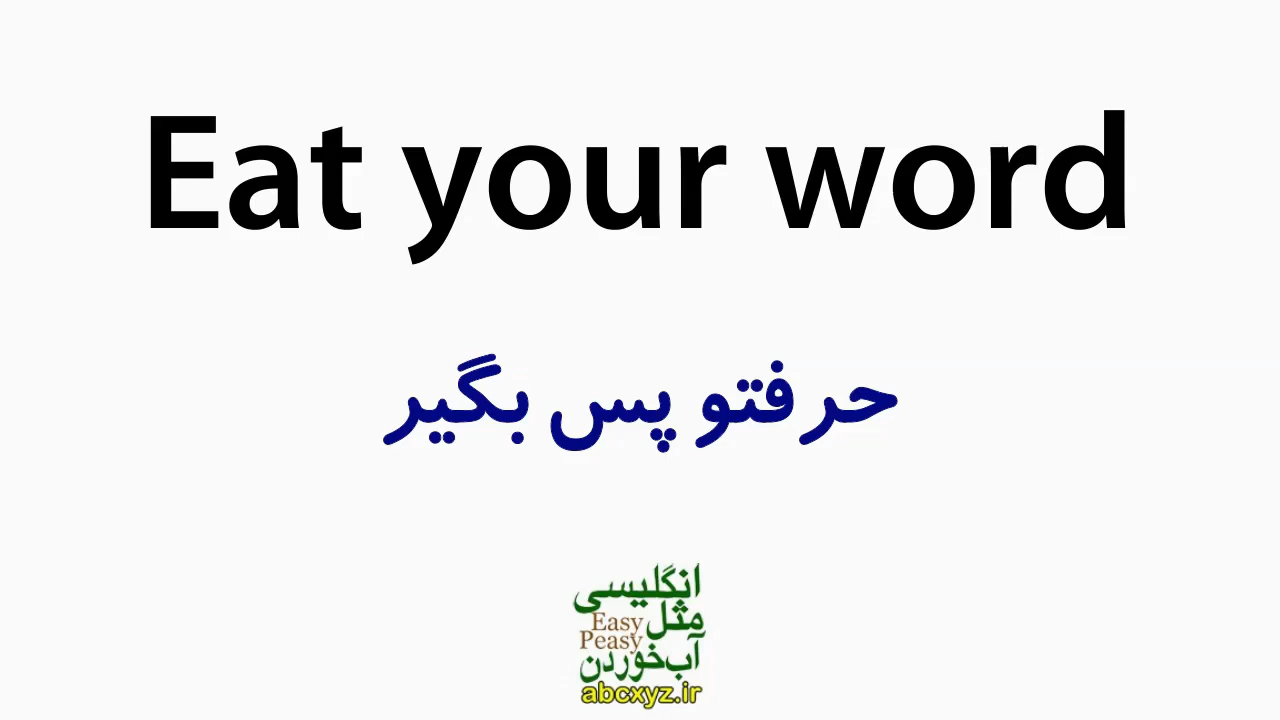 Eat your word
حرفتو پس بگیر
انگلیسی
مثل
Easy
Peasy
آب‌خوردن
abcxyz.ir